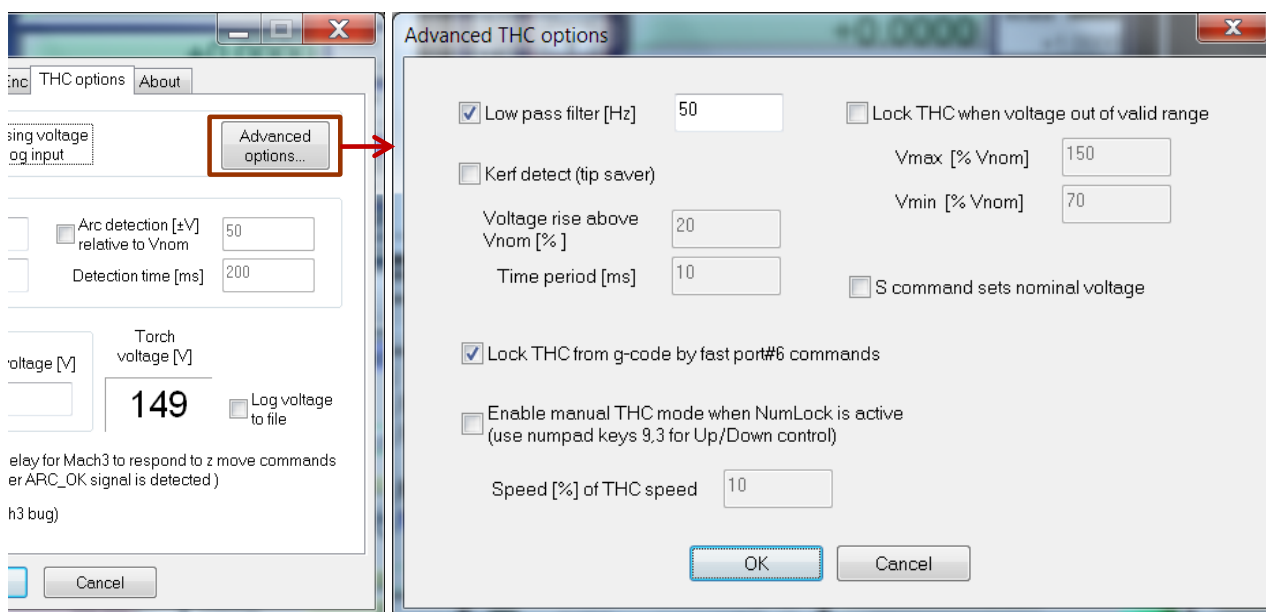 +0.0000
Enc
THC options
About
sing voltage
og input
Advanced
options...
Arc detection [±V]
relative to Vnom
50
Detection time [ms]
200
voltage [V]
Torch
voltage [V]
149
Log voltage
to file
elay for Mach3 to respond to z move commands
er ARC_OK signal is detected )
h3 bug)
Cancel
Advanced THC options
+0.0000
Low pass filter [Hz]
50
Kerf detect (tip saver)
Voltage rise above
Vnom [% ]
20
Time period [ms]
10
Lock THC when voltage out of valid range
Vmax [% Vnom]
150
Vmin [% Vnom]
70
S command sets nominal voltage
Lock THC from g-code by fast port#6 commands
Enable manual THC mode when NumLock is active
(use numpad keys 9,3 for Up/Down control)
Speed [%] of THC speed
10
OK
Cancel